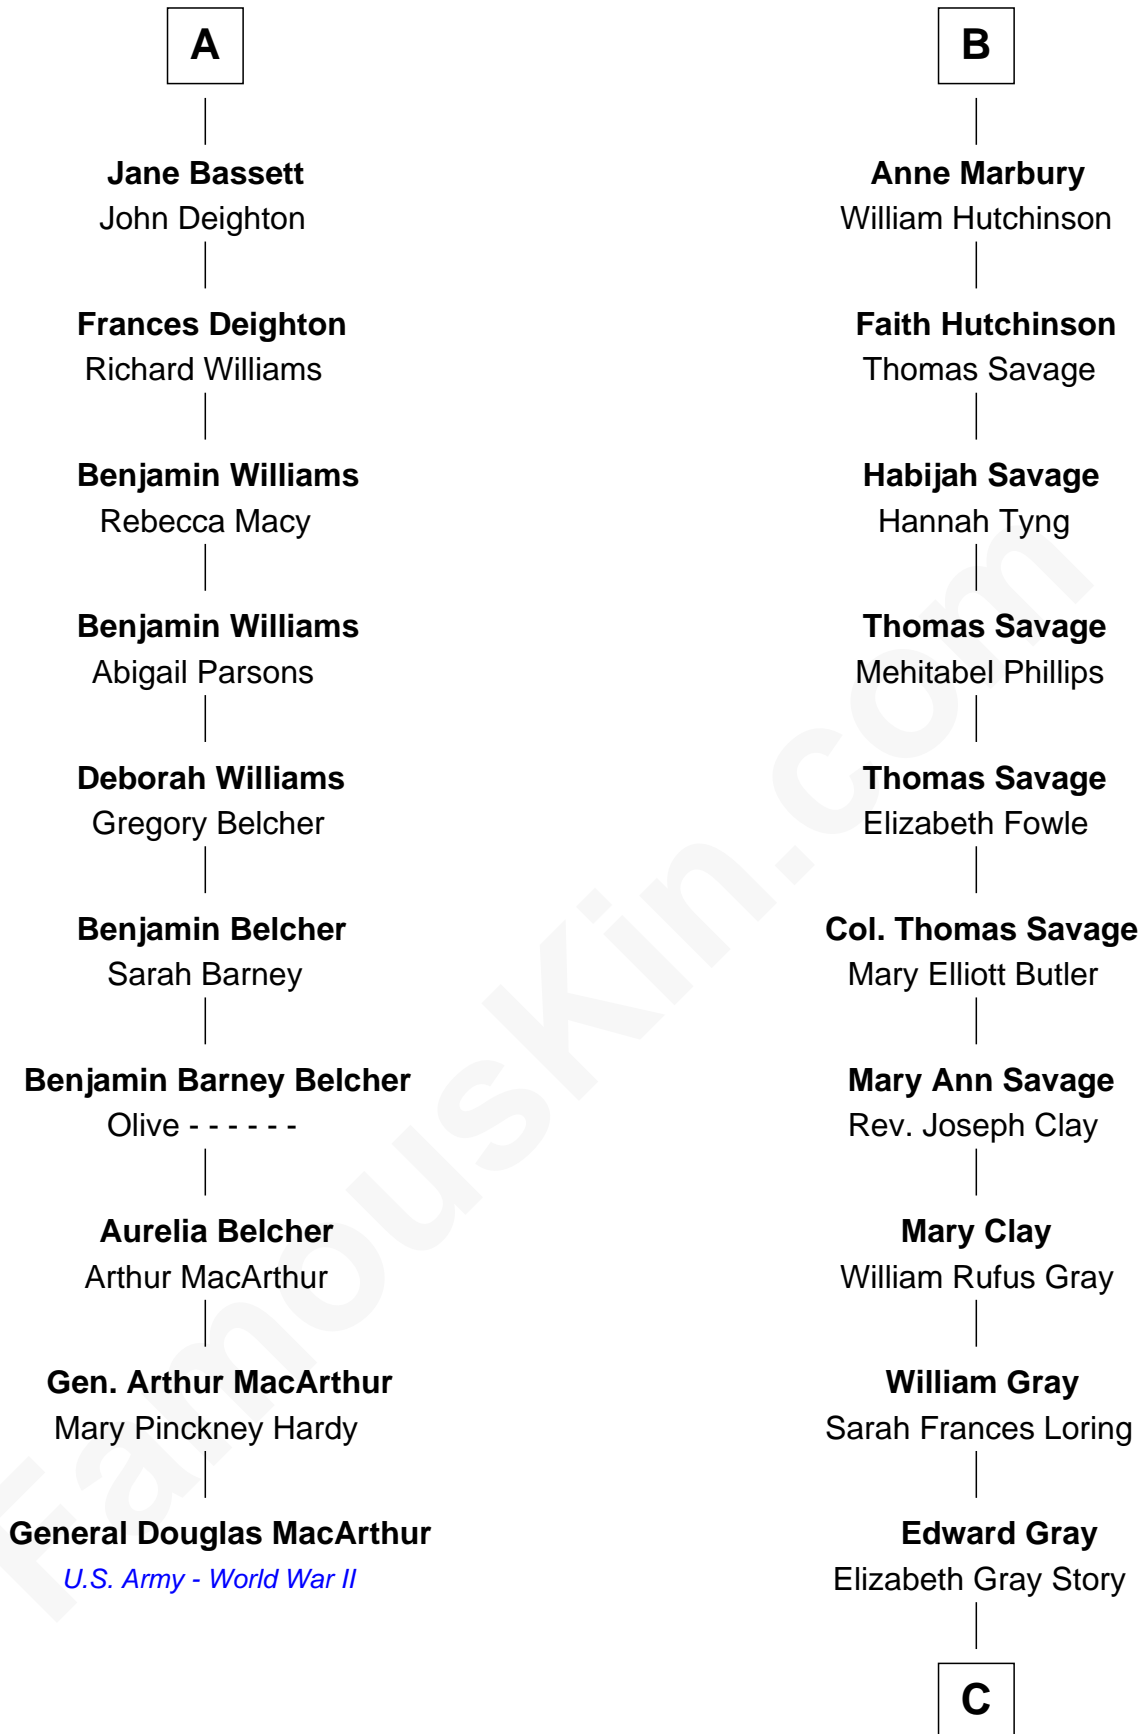 A
Jane Bassett
John Deighton
Frances Deighton
Richard Williams
Benjamin Williams
Rebecca Macy
Benjamin Williams
Abigail Parsons
Deborah Williams
Gregory Belcher
Benjamin Belcher
Sarah Barney
Benjamin Barney Belcher
Olive - - - - - -
Aurelia Belcher
Arthur MacArthur
Gen. Arthur MacArthur
Mary Pinckney Hardy
General Douglas MacArthur
U.S. Army - World War II
B
Anne Marbury
William Hutchinson
Faith Hutchinson
Thomas Savage
Habijah Savage
Hannah Tyng
Thomas Savage
Mehitabel Phillips
Thomas Savage
Elizabeth Fowle
Col. Thomas Savage
Mary Elliott Butler
Mary Ann Savage
Rev. Joseph Clay
Mary Clay
William Rufus Gray
William Gray
Sarah Frances Loring
Edward Gray
Elizabeth Gray Story
C
FamousKin.com